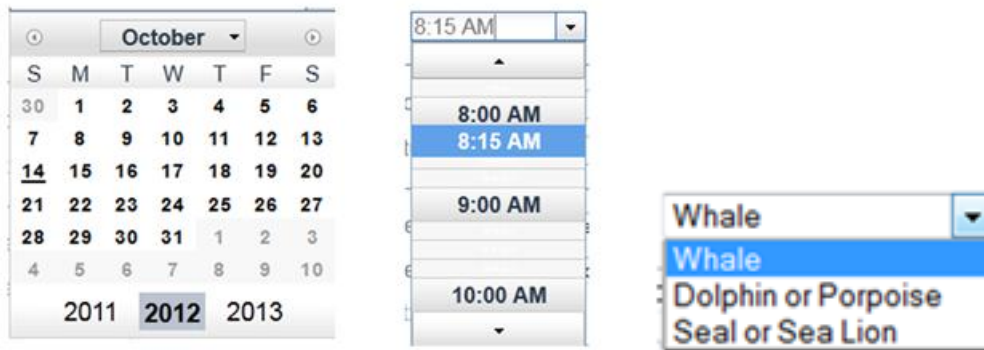 October
S M T W T F S
30 1 2 3 4 5 6
7 8 9 10 11 12 13
14 15 16 17 18 19 20
21 22 23 24 25 26 27
28 29 30 31 1 2 3
4 5 6 7 8 9 10
2011 2012 2013
8:15 AM
8:00 AM
8:15 AM
9:00 AM
10:00 AM
Whale
Whale
Dolphin or Porpoise
Seal or Sea Lion